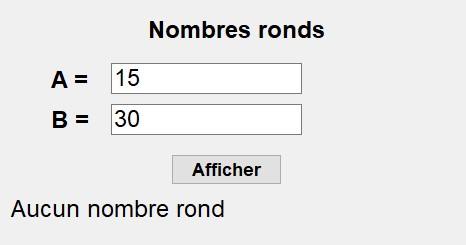 Nombres ronds
A = 15
B = 30
Afficher
Aucun nombre rond